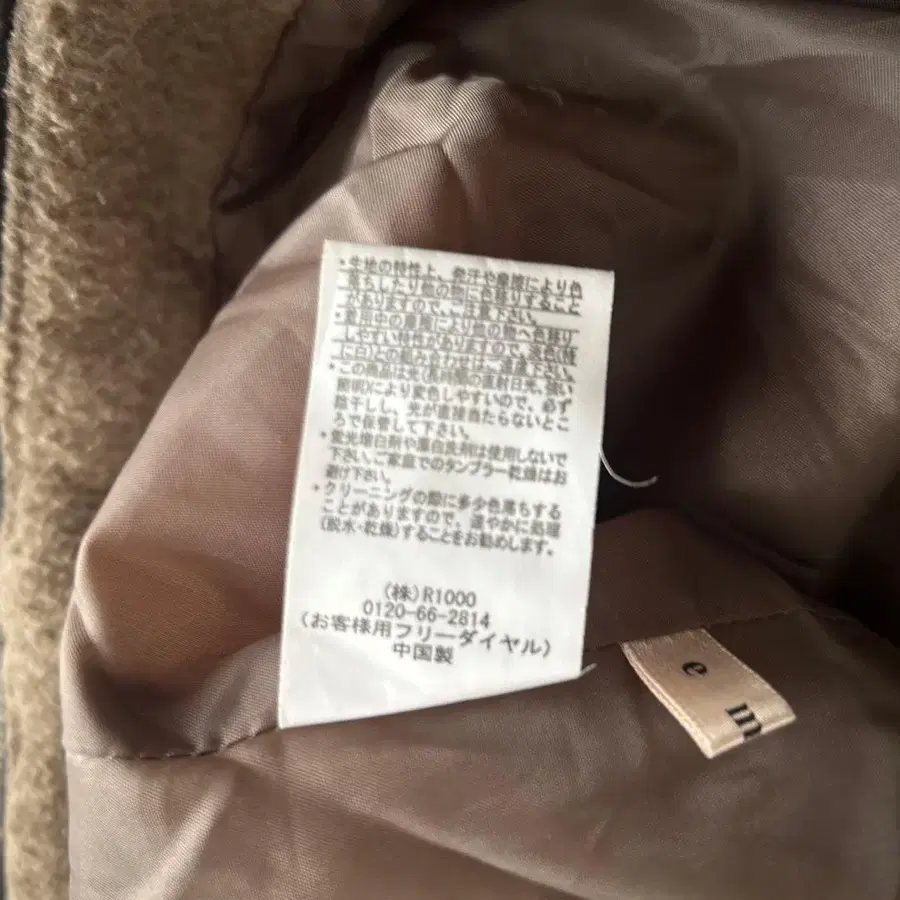 ・生地の特性上、発汗や摩擦により色
落ちしたり他の物に色移りすること
がありますので、ご注意下さい。
・着用中の摩擦により他の物へ色移り
しやすい特性がありますので、淡色(特
に白)との組み合わせはご遠慮下さい。
・この商品は光(長時間の直射日光、強い
照明)により変色しやすいので、必ず
陰干しし、光が直接当たらないとこ
ろで保管して下さい。
・蛍光増白剤や漂白洗剤は使用しないで
下さい。ご家庭でのタンブラー乾燥はお
避け下さい。
・クリーニングの際に多少色落ちする
ことがありますので、速やかに処理
(脱水・乾燥)することをお勧めします。
(株)R1000
0120-66-2814
(お客様用フリーダイヤル)
中国製
e
m